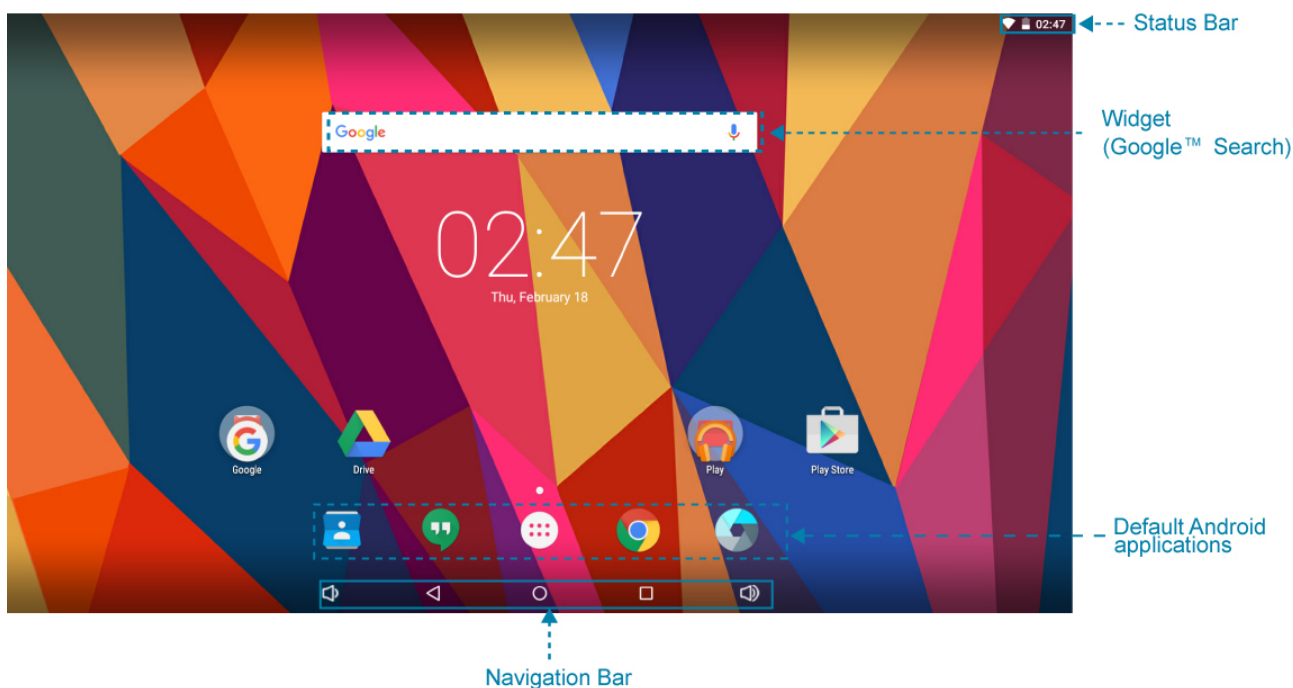 02:47
Status Bar
Google
Widget
(Google™ Search)
02:47
Thu, February 18
Google
Drive
Play
Play Store
Default Android
applications
Navigation Bar